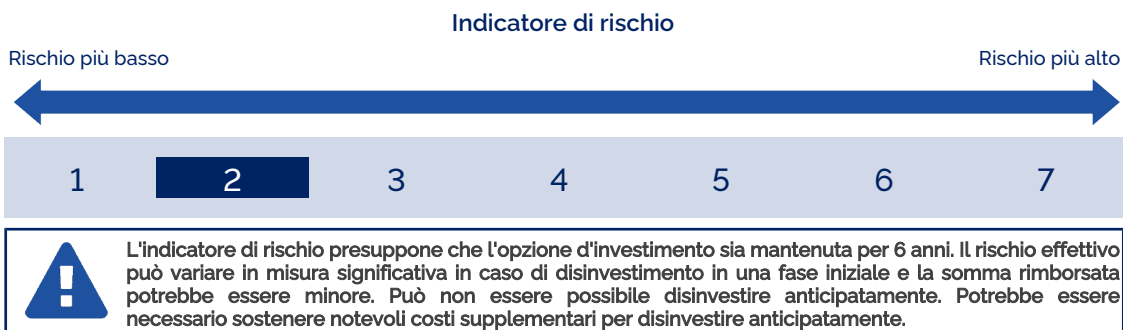 Indicatore di rischio
Rischio più basso
Rischio più alto
1 2 3 4 5 6 7
L'indicatore di rischio presuppone che l'opzione d'investimento sia mantenuta per 6 anni. Il rischio effettivo
può variare in misura significativa in caso di disinvestimento in una fase iniziale e la somma rimborsata
potrebbe essere minore. Può non essere possibile disinvestire anticipatamente. Potrebbe essere
necessario sostenere notevoli costi supplementari per disinvestire anticipatamente.